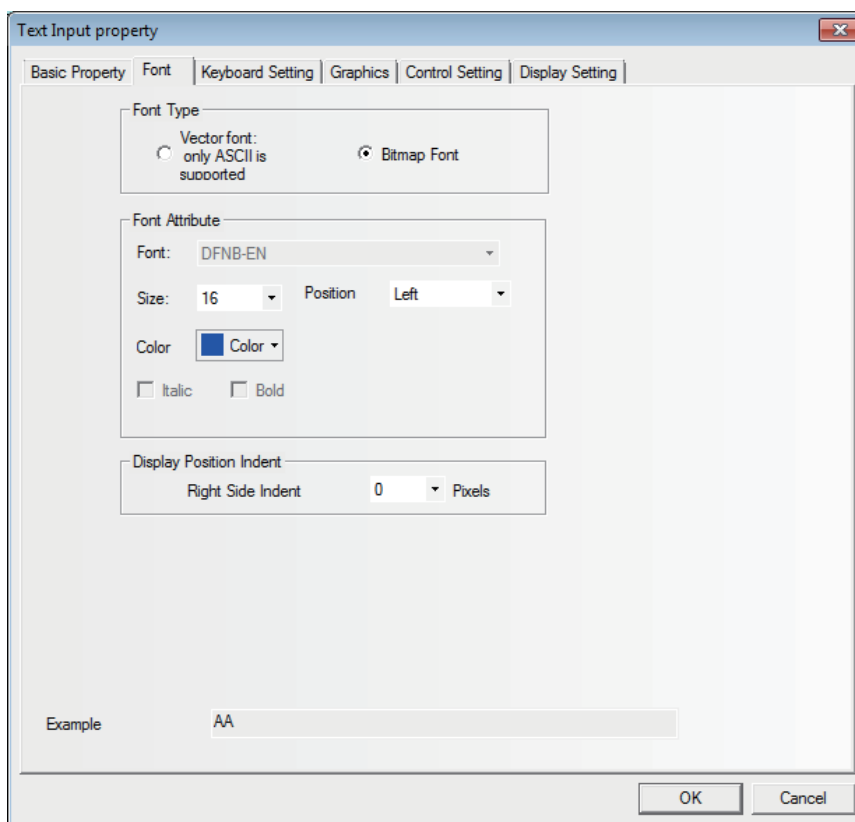 Text Input property
Basic Property Font Keyboard Setting Graphics Control Setting Display Setting
Font Type
Vector font:
only ASCII is
supported
Bitmap Font
Font Attribute
Font: DFNB-EN
Size: 16 Position Left
Color Color
Italic Bold
Display Position Indent
Right Side Indent 0 Pixels
Example AA
OK Cancel